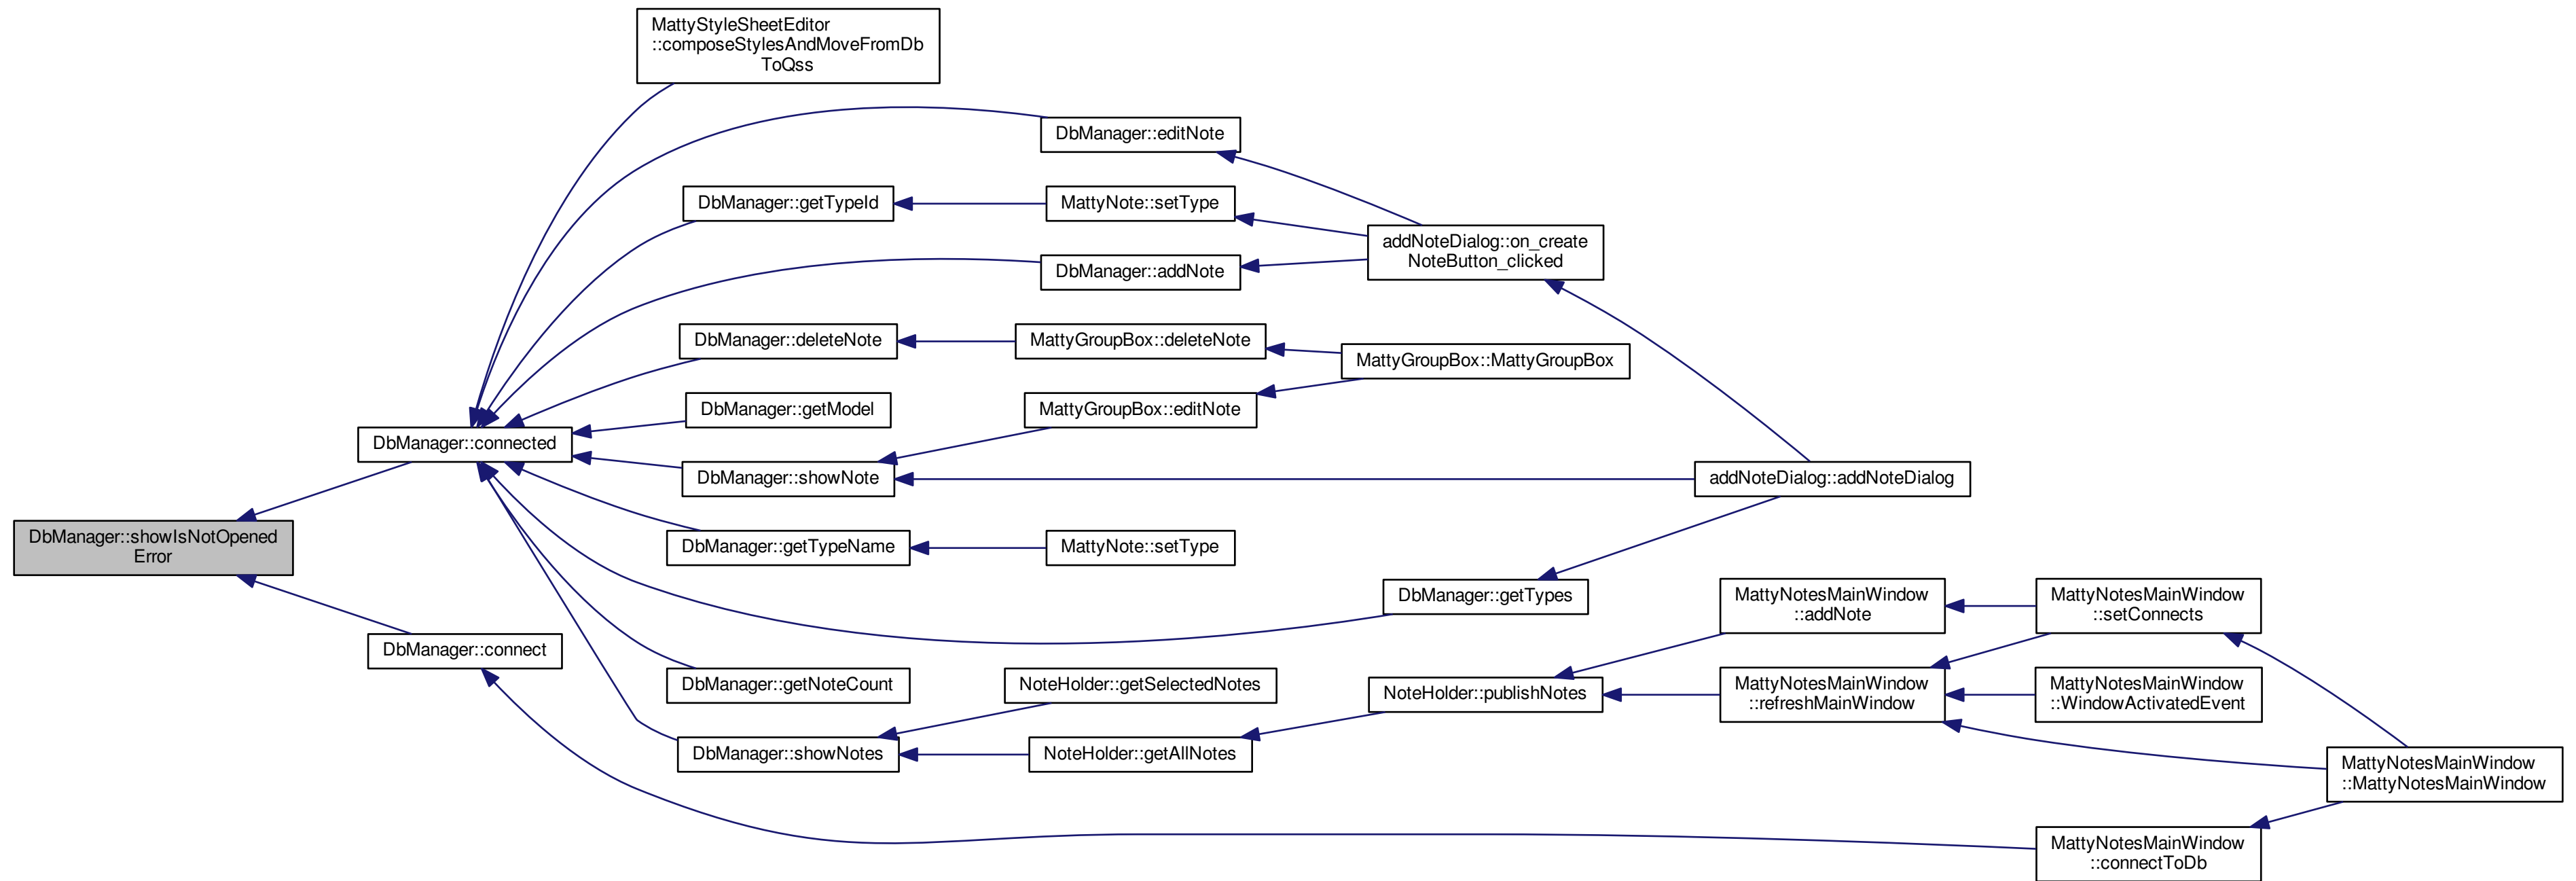 MattyStyleSheetEditor
::composeStylesAndMoveFromDb
ToQss
DbManager::editNote
DbManager::getTypeId
MattyNote::setType
addNoteDialog::on_create
NoteButton_clicked
DbManager::addNote
DbManager::deleteNote
MattyGroupBox::deleteNote
MattyGroupBox::MattyGroupBox
DbManager::getModel
MattyGroupBox::editNote
DbManager::connected
DbManager::showNote
addNoteDialog::addNoteDialog
DbManager::showIsNotOpened
Error
DbManager::getTypeName
MattyNote::setType
DbManager::getTypes
MattyNotesMainWindow
::addNote
MattyNotesMainWindow
::setConnects
DbManager::connect
DbManager::getNoteCount
NoteHolder::getSelectedNotes
NoteHolder::publishNotes
MattyNotesMainWindow
::refreshMainWindow
MattyNotesMainWindow
::WindowActivatedEvent
DbManager::showNotes
NoteHolder::getAllNotes
MattyNotesMainWindow
::MattyNotesMainWindow
MattyNotesMainWindow
::connectToDb